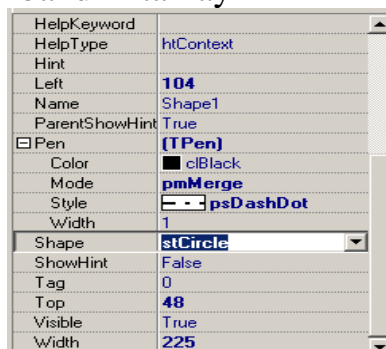 HelpKeyword
HelpType htContext
Hint
Left 104
Name Shape1
ParentShowHint True
Pen (TPen)
Color clBlack
Mode pmMerge
Style psDashDot
Width 1
Shape stCircle
ShowHint False
Tag 0
Top 48
Visible True
Width 225